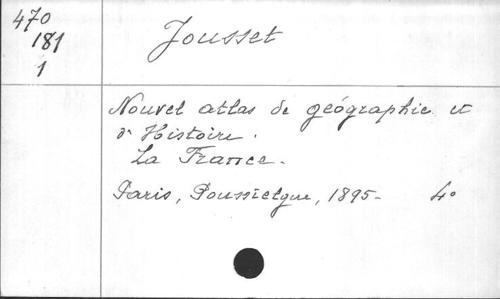 470
181
1
Jousset
Nouvel atlas de géographie et
d'Histoire.
La France.
Paris, Poussielgue, 1895- 4°